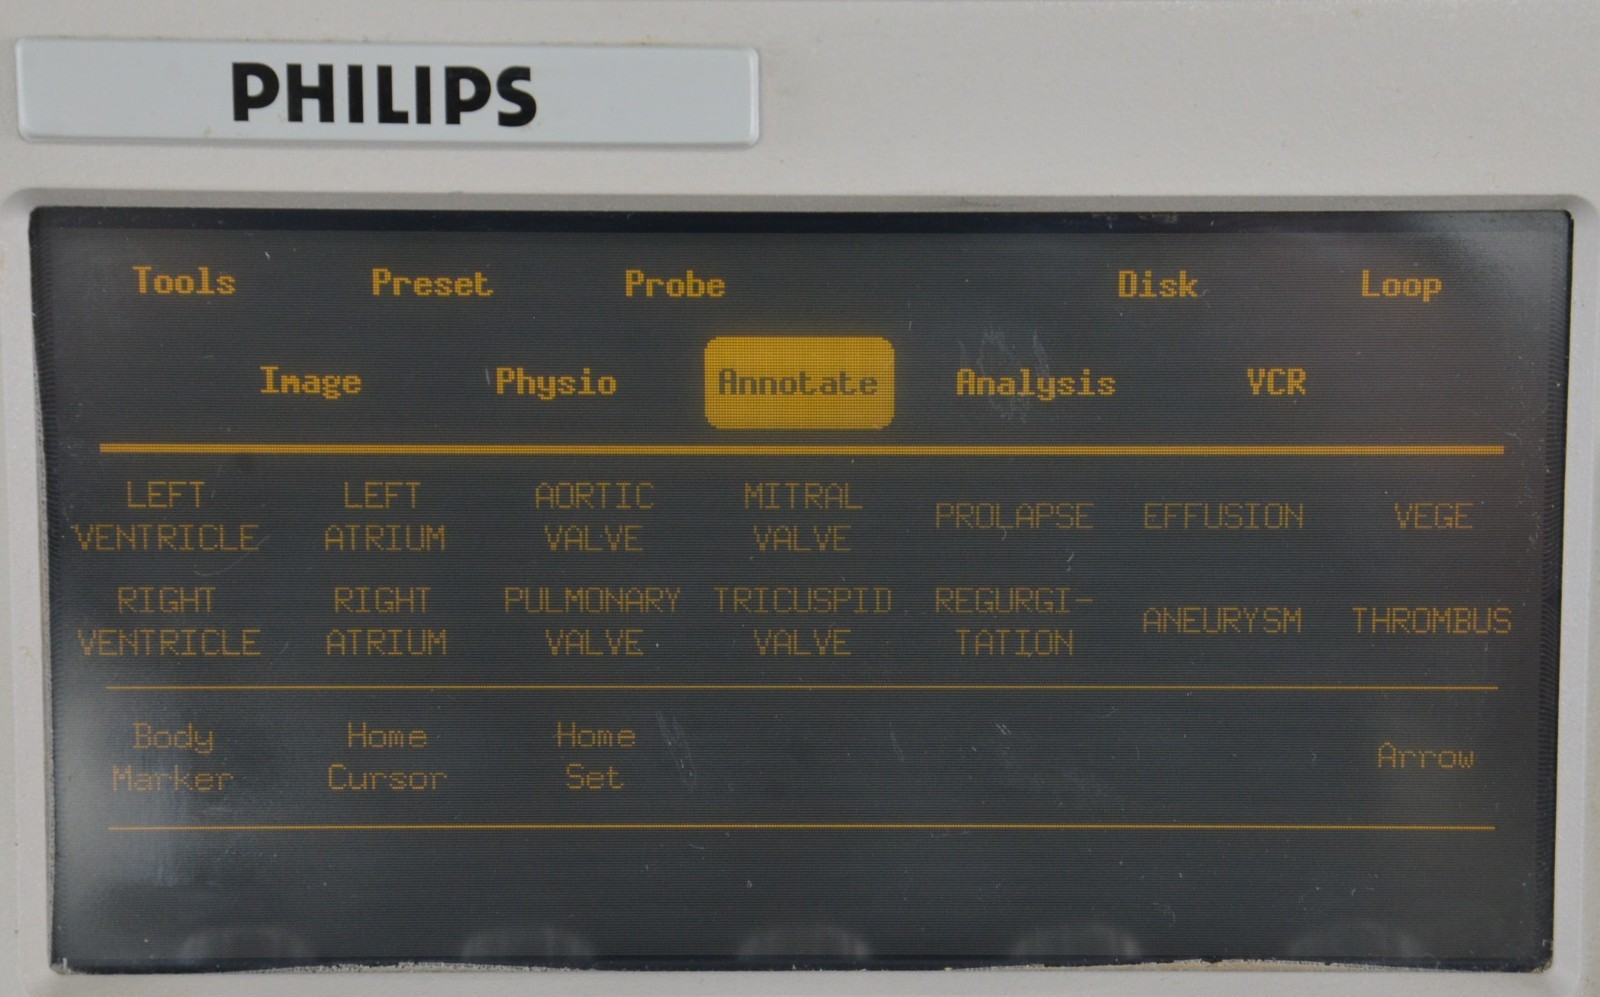 PHILIPS
Tools Preset Probe Disk Loop
Image Physio Annotate Analysis VCR
LEFT LEFT AORTIC MITRAL
VENTRICLE ATRIUM VALVE VALVE PROLAPSE EFFUSION VEGE
RIGHT RIGHT PULMONARY TRICUSPID REGURGI-
VENTRICLE ATRIUM VALVE VALVE TATION ANEURYSM THROMBUS
Body Home Home
Marker Cursor Set Arrow